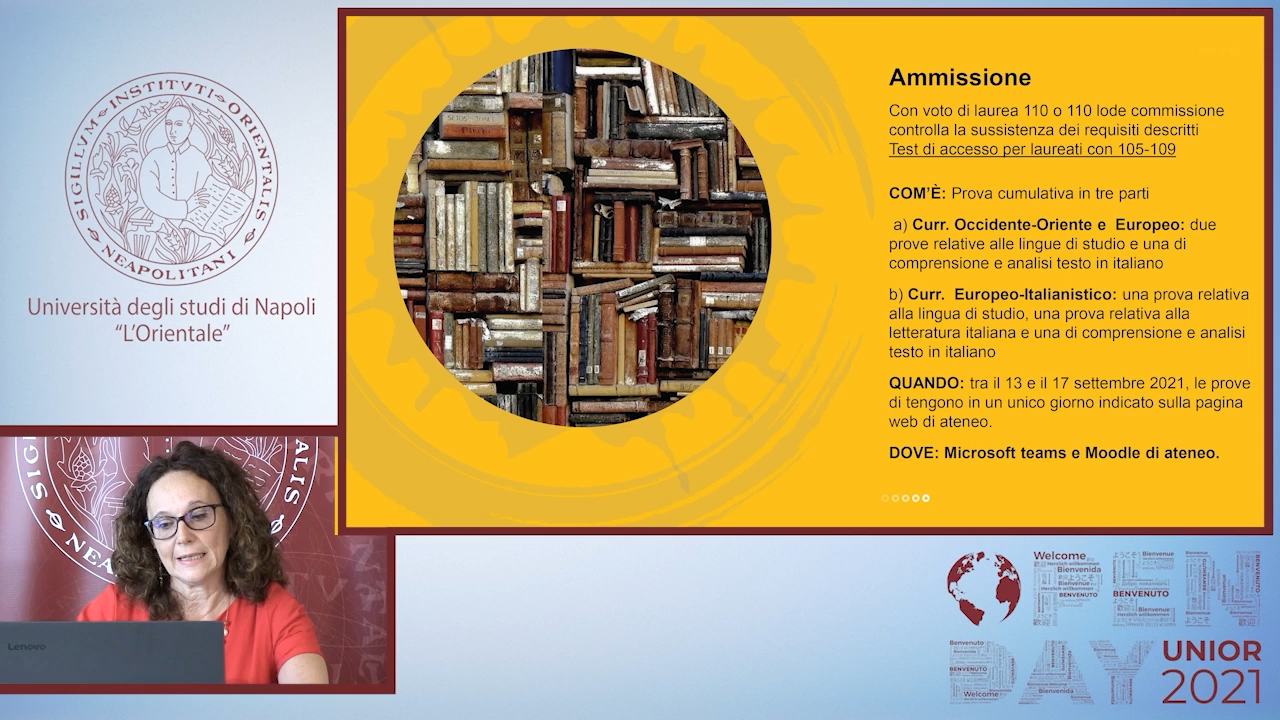 SIGILLVM INSTITVTI ORIENTALIS NEAPOLITANI
Università degli studi di Napoli
“L’Orientale”
Ammissione
Con voto di laurea 110 o 110 lode commissione
controlla la sussistenza dei requisiti descritti
Test di accesso per laureati con 105-109
COM’È: Prova cumulativa in tre parti
a) Curr. Occidente-Oriente e Europeo: due
prove relative alle lingue di studio e una di
comprensione e analisi testo in italiano
b) Curr. Europeo-Italianistico: una prova relativa
alla lingua di studio, una prova relativa alla
letteratura italiana e una di comprensione e analisi
testo in italiano
QUANDO: tra il 13 e il 17 settembre 2021, le prove
di tengono in un unico giorno indicato sulla pagina
web di ateneo.
DOVE: Microsoft teams e Moodle di ateneo.
Lenovo
OPEN
DAY
UNIOR
2021